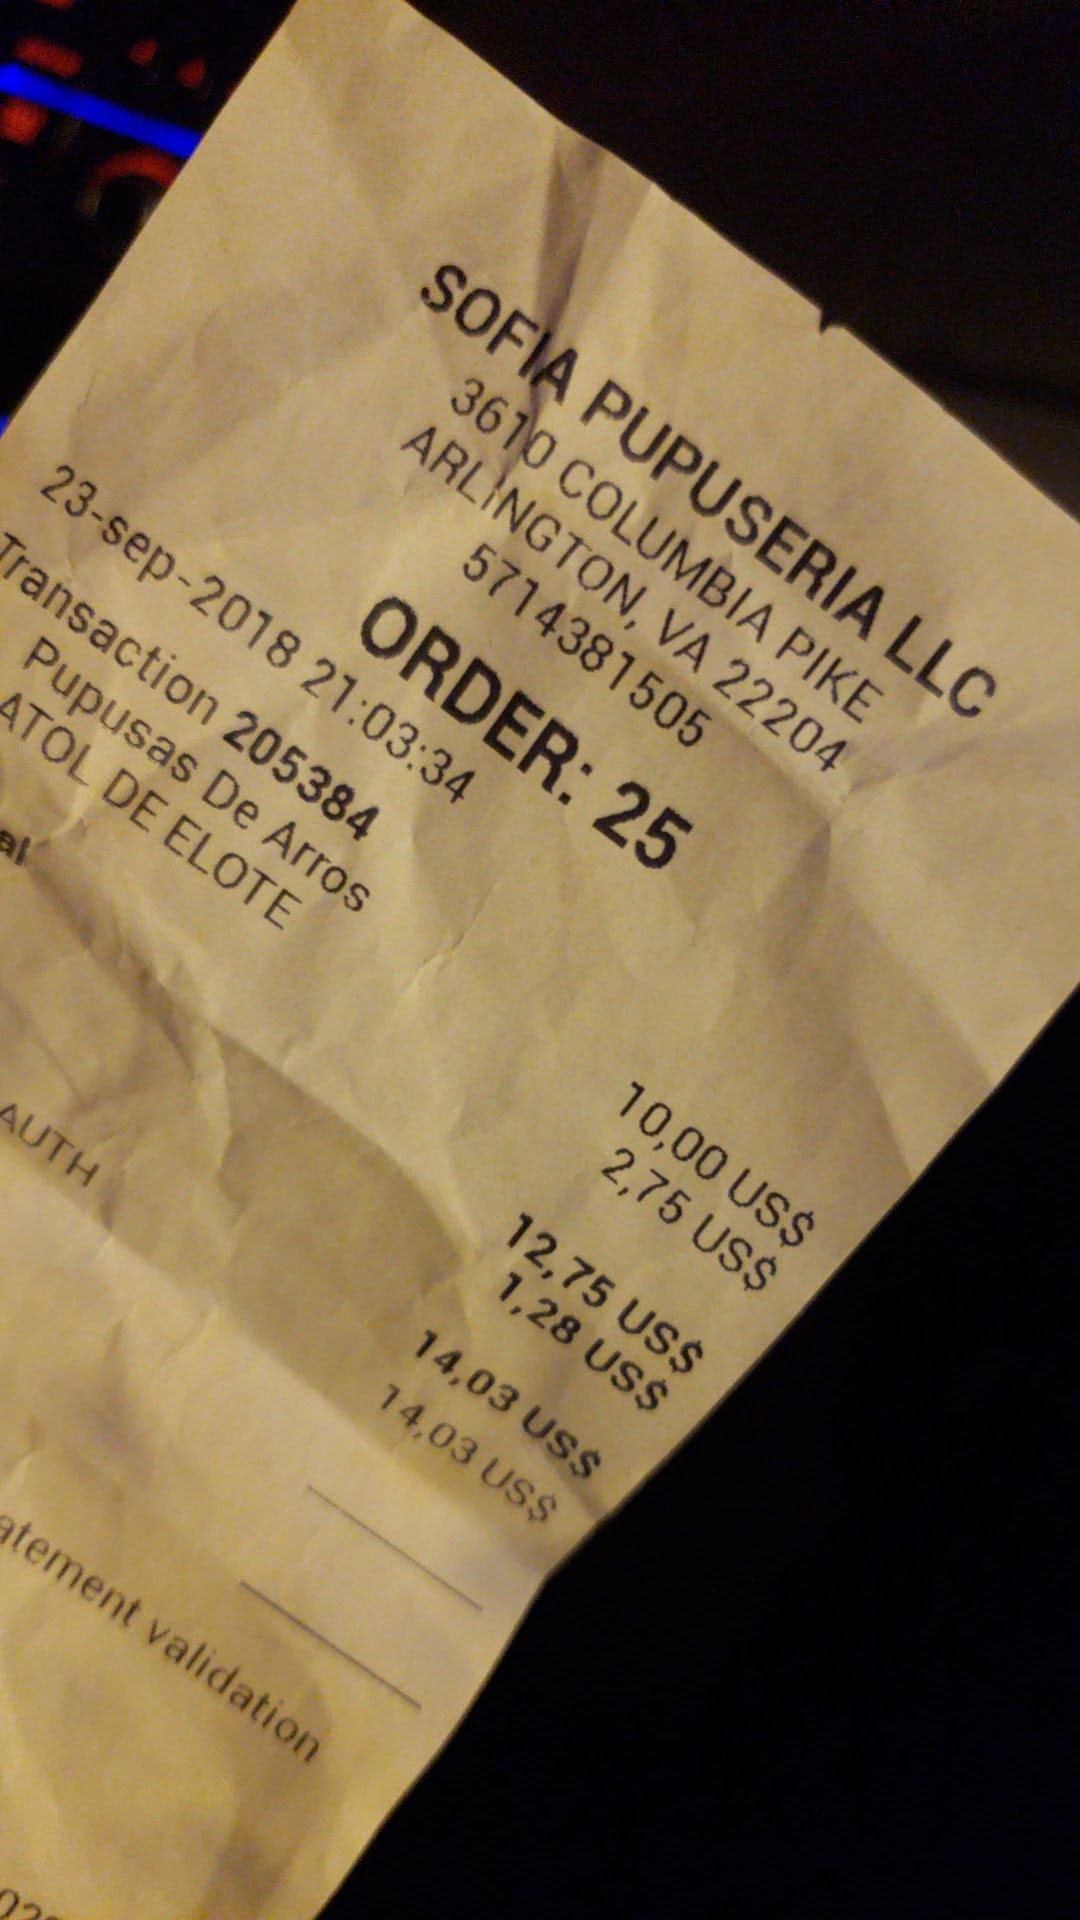 SOFIA PUPUSERIA LLC
3610 COLUMBIA PIKE
ARLINGTON, VA 22204
5714381505
ORDER: 25
23-sep-2018 21:03:34
Transaction 205384
Pupusas De Arros 10,00 US$
ATOL DE ELOTE 2,75 US$
al 12,75 US$
1,28 US$
14,03 US$
AUTH 14,03 US$
atement validation